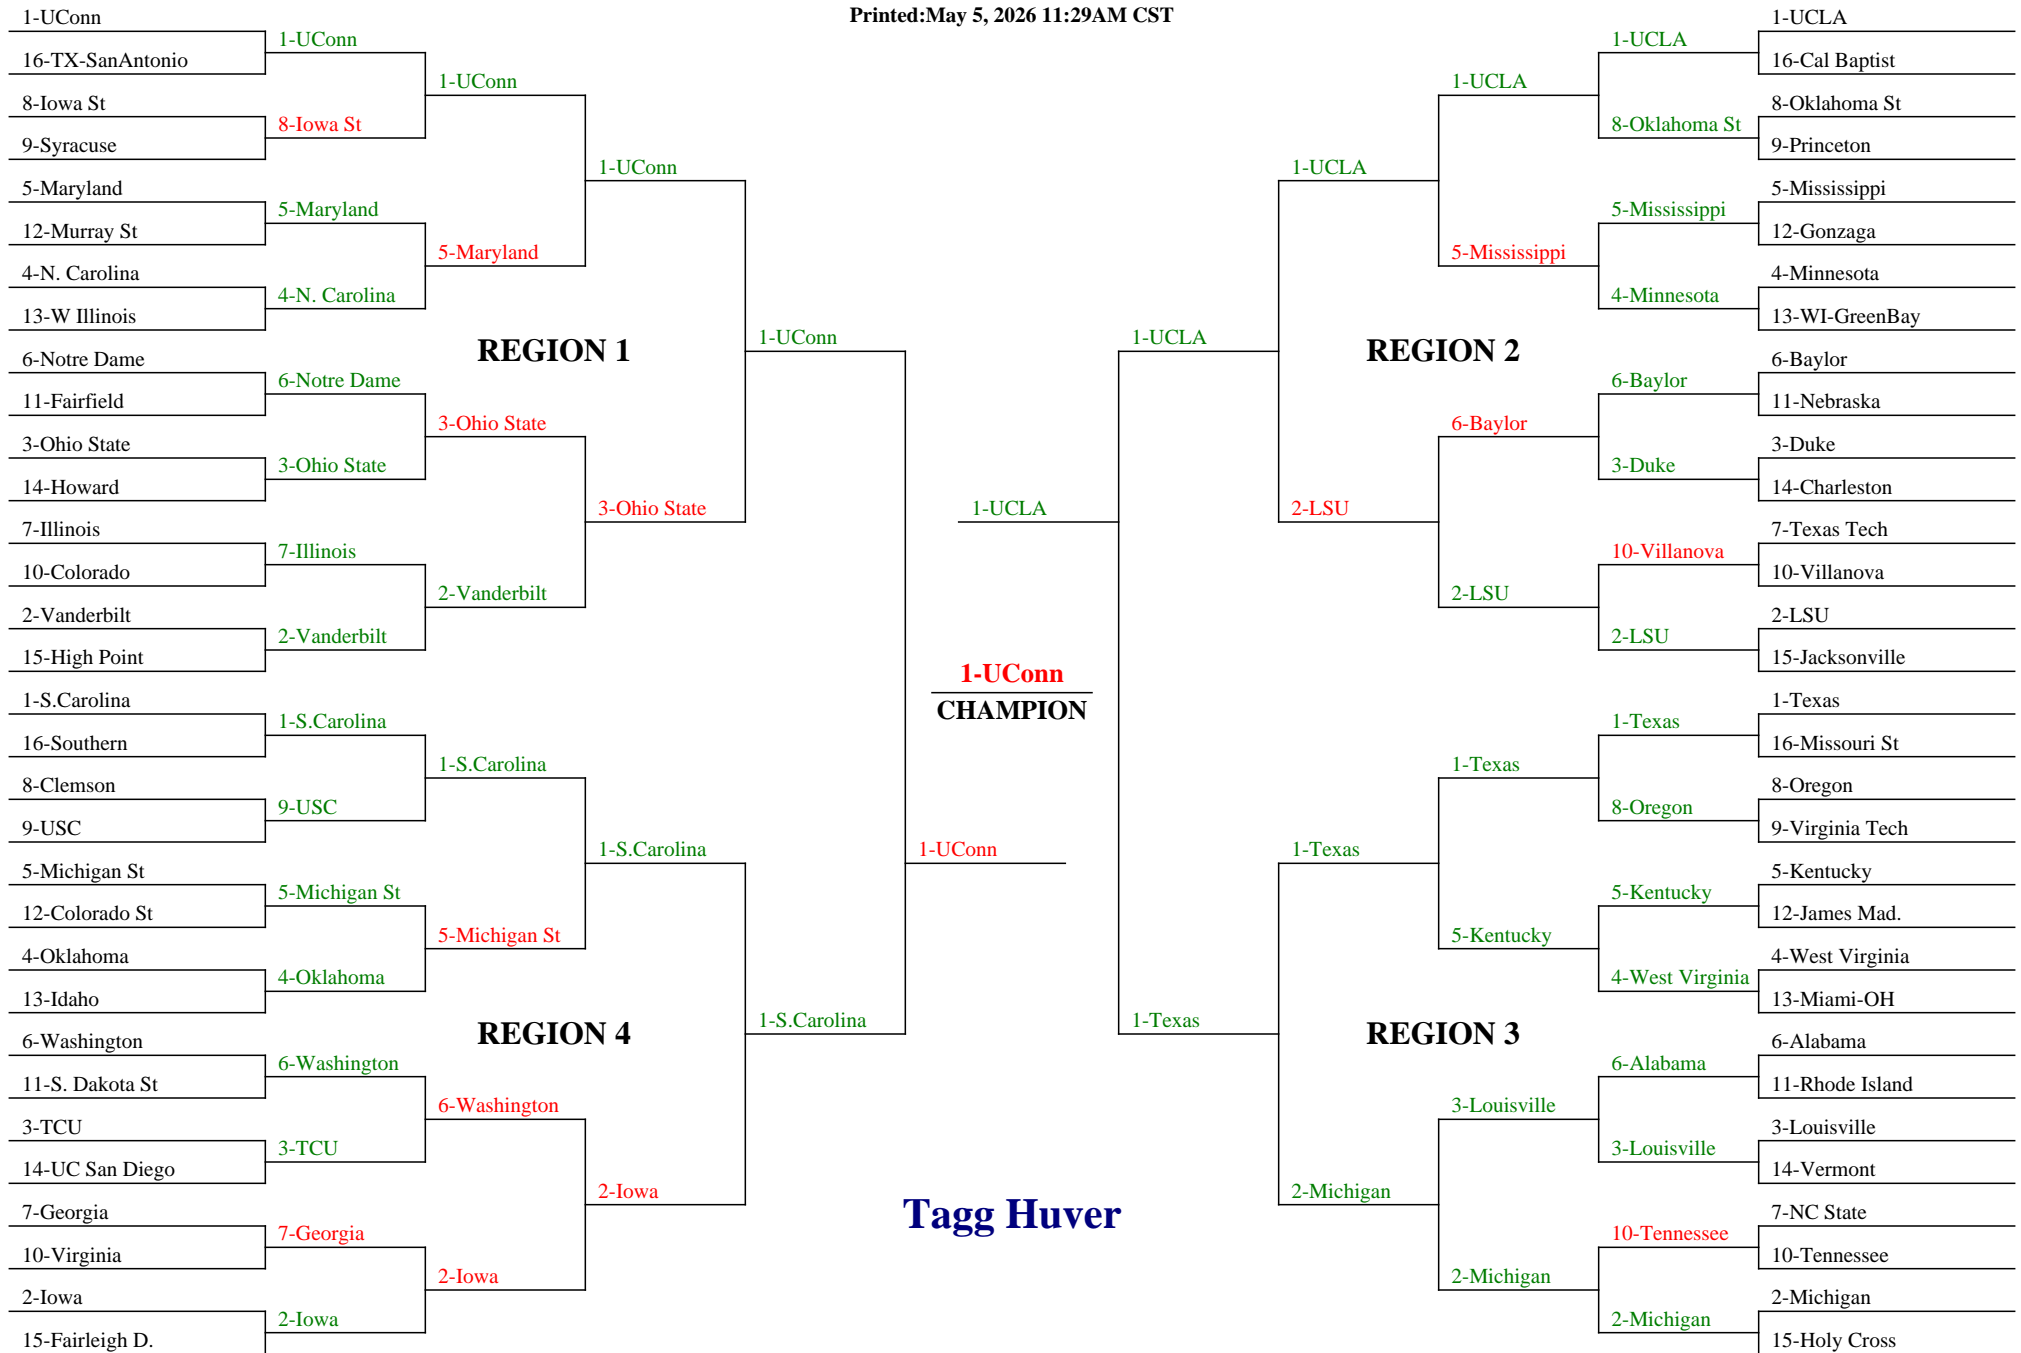 Printed:May 5, 2026 11:29AM CST
1-UConn
16-TX-SanAntonio
8-Iowa St
9-Syracuse
5-Maryland
12-Murray St
4-N. Carolina
13-W Illinois
6-Notre Dame
11-Fairfield
3-Ohio State
14-Howard
7-Illinois
10-Colorado
2-Vanderbilt
15-High Point
1-S.Carolina
16-Southern
8-Clemson
9-USC
5-Michigan St
12-Colorado St
4-Oklahoma
13-Idaho
6-Washington
11-S. Dakota St
3-TCU
14-UC San Diego
7-Georgia
10-Virginia
2-Iowa
15-Fairleigh D.
1-UConn
8-Iowa St
5-Maryland
4-N. Carolina
6-Notre Dame
3-Ohio State
7-Illinois
2-Vanderbilt
1-S.Carolina
9-USC
5-Michigan St
4-Oklahoma
6-Washington
3-TCU
7-Georgia
2-Iowa
1-UConn
5-Maryland
3-Ohio State
2-Vanderbilt
1-S.Carolina
5-Michigan St
6-Washington
2-Iowa
REGION 1
REGION 4
1-UConn
3-Ohio State
1-S.Carolina
2-Iowa
1-UConn
1-S.Carolina
1-UConn
1-UConn
CHAMPION
Tagg Huver
1-UCLA
1-UCLA
1-Texas
1-UCLA
2-LSU
1-Texas
2-Michigan
REGION 2
REGION 3
1-UCLA
5-Mississippi
6-Baylor
2-LSU
1-Texas
5-Kentucky
3-Louisville
2-Michigan
1-UCLA
8-Oklahoma St
5-Mississippi
4-Minnesota
6-Baylor
3-Duke
10-Villanova
2-LSU
1-Texas
8-Oregon
5-Kentucky
4-West Virginia
6-Alabama
3-Louisville
10-Tennessee
2-Michigan
1-UCLA
16-Cal Baptist
8-Oklahoma St
9-Princeton
5-Mississippi
12-Gonzaga
4-Minnesota
13-WI-GreenBay
6-Baylor
11-Nebraska
3-Duke
14-Charleston
7-Texas Tech
10-Villanova
2-LSU
15-Jacksonville
1-Texas
16-Missouri St
8-Oregon
9-Virginia Tech
5-Kentucky
12-James Mad.
4-West Virginia
13-Miami-OH
6-Alabama
11-Rhode Island
3-Louisville
14-Vermont
7-NC State
10-Tennessee
2-Michigan
15-Holy Cross